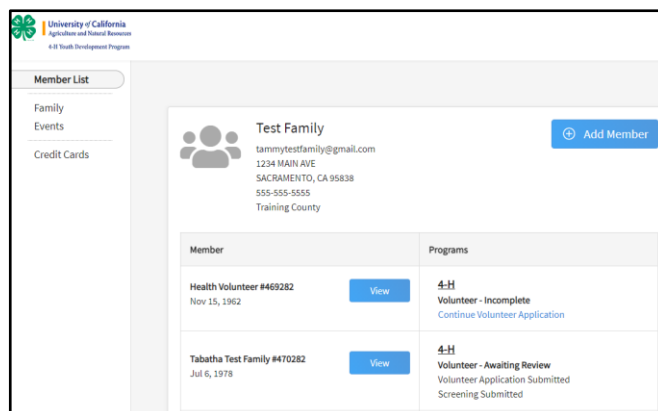 University of California
Agriculture and Natural Resources
4-H Youth Development Program
Member List
Family
Events
Credit Cards
Test Family
tammytestfamily@gmail.com
1234 MAIN AVE
SACRAMENTO, CA 95838
555-555-5555
Training County
Add Member
Member
Programs
Health Volunteer #469282
Nov 15, 1962
View
4-H
Volunteer - Incomplete
Continue Volunteer Application
Tabatha Test Family #470282
Jul 6, 1978
View
4-H
Volunteer - Awaiting Review
Volunteer Application Submitted
Screening Submitted